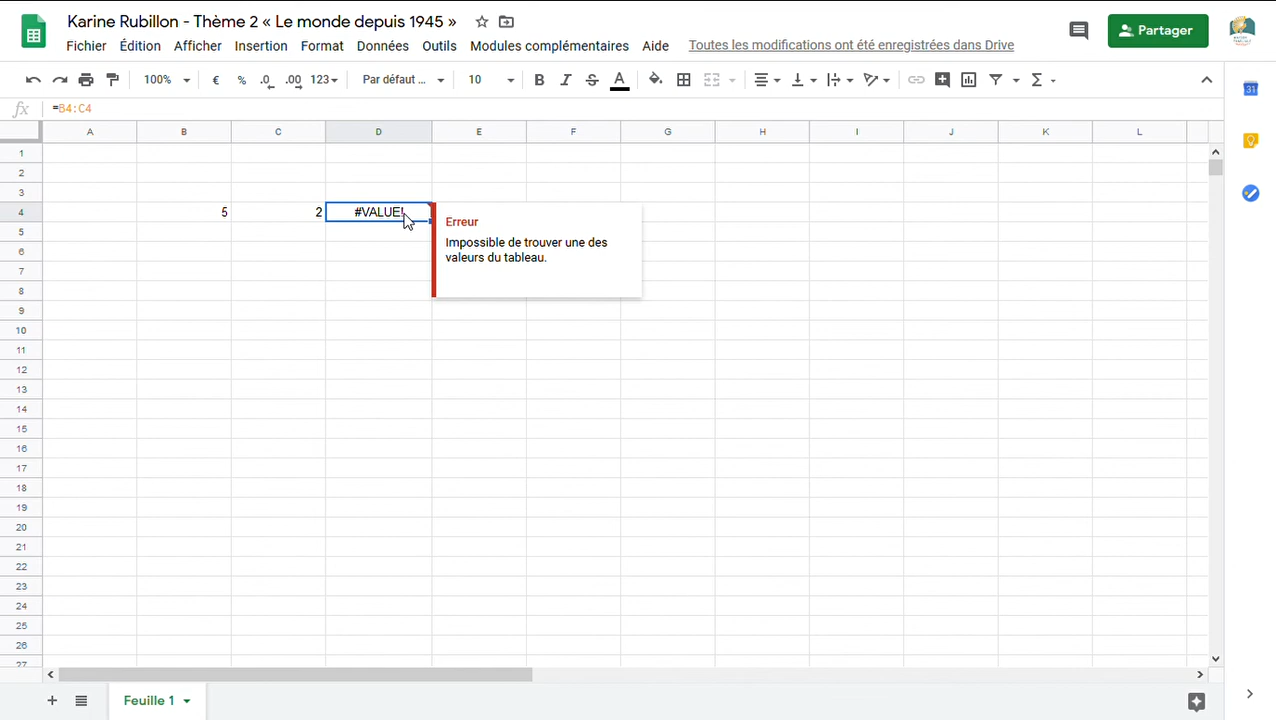 Karine Rubillon - Thème 2 « Le monde depuis 1945 »
Fichier Édition Afficher Insertion Format Données Outils Modules complémentaires Aide Toutes les modifications ont été enregistrées dans Drive
Partager
100% € % .0 .00 123 Par défaut ... 10 B I S A Σ
31
fx =B4:C4
A B C D E F G H I J K L
1
2
3
4 5 2 #VALUE!
Erreur
Impossible de trouver une des
valeurs du tableau.
5
6
7
8
9
10
11
12
13
14
15
16
17
18
19
20
21
22
23
24
25
26
27
Feuille 1